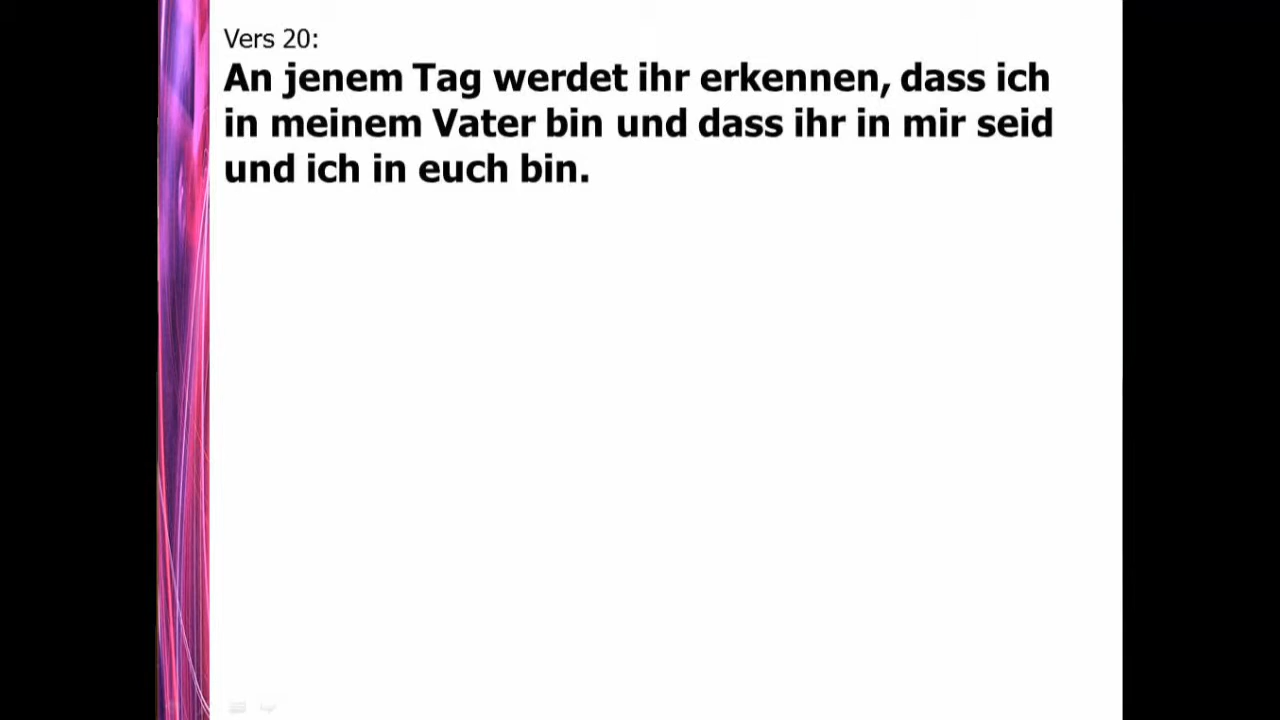 Vers 20:
An jenem Tag werdet ihr erkennen, dass ich
in meinem Vater bin und dass ihr in mir seid
und ich in euch bin.